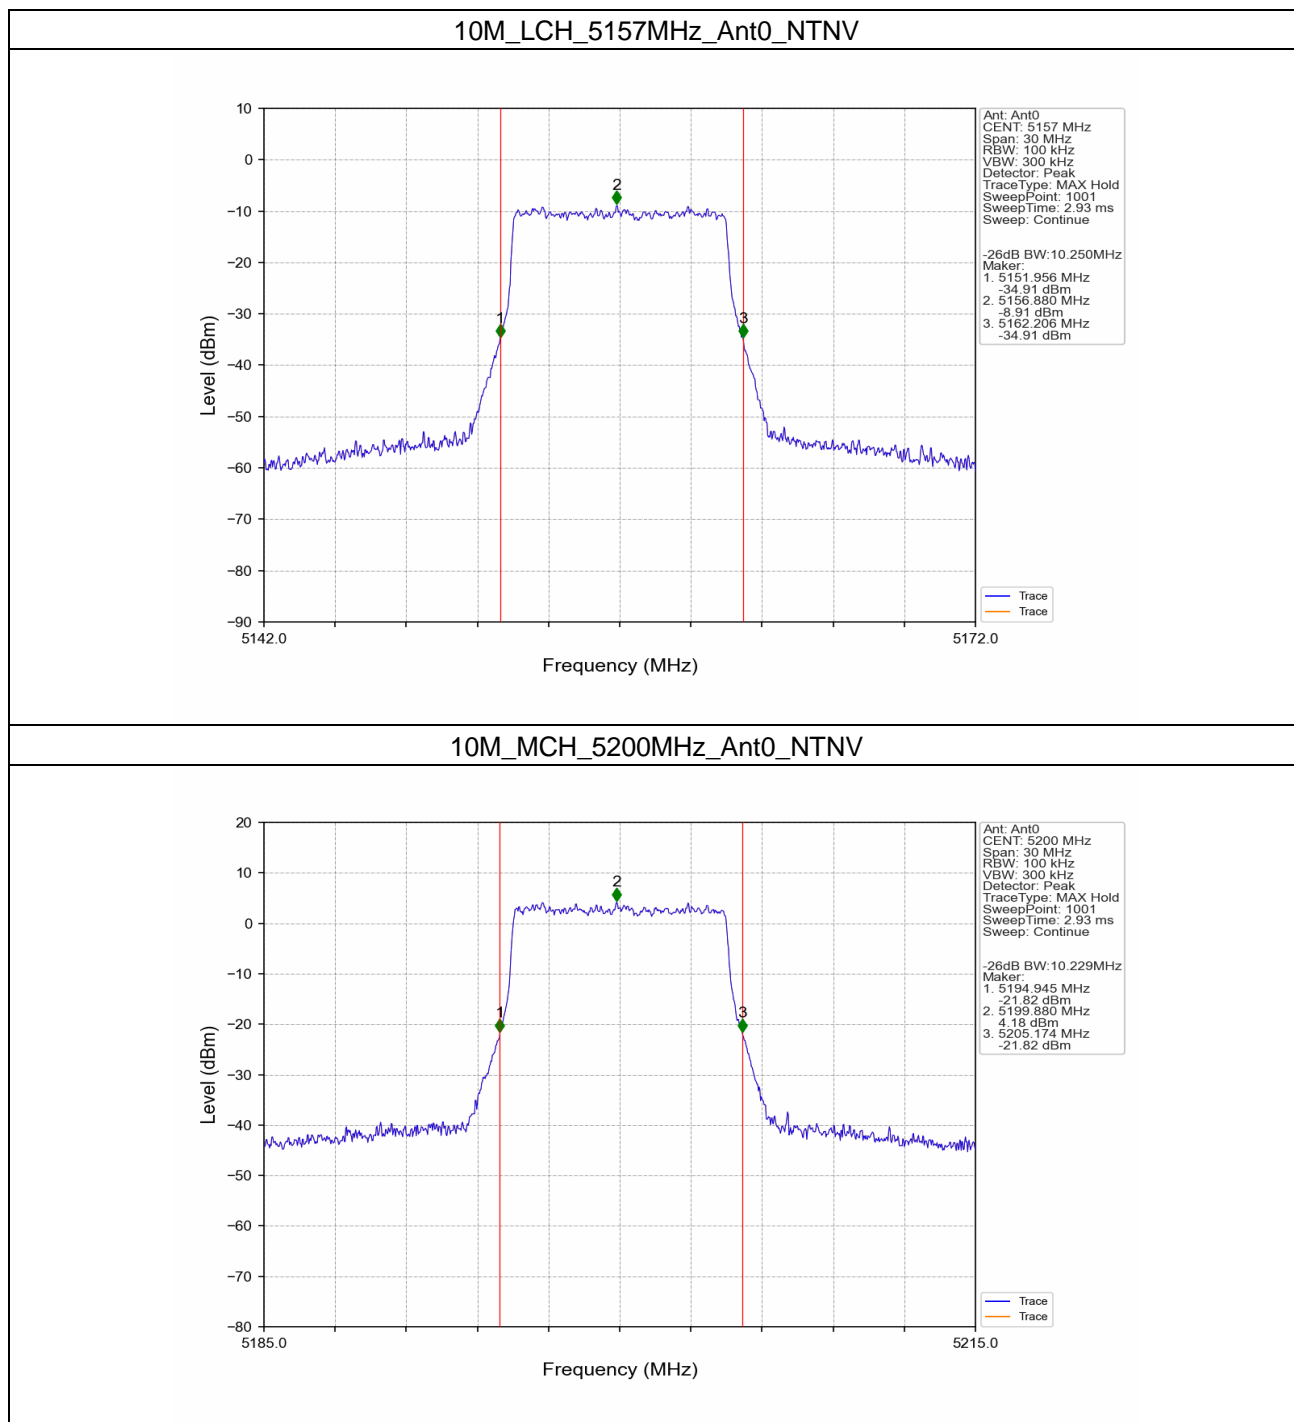 10M_LCH_5157MHz_Ant0_NTNV
10
0
−10
−20
−30
−40
−50
−60
−70
−80
−90
Level (dBm)
5142.0
5172.0
Frequency (MHz)
1
2
3
Ant: Ant0
CENT: 5157 MHz
Span: 30 MHz
RBW: 100 kHz
VBW: 300 kHz
Detector: Peak
TraceType: MAX Hold
SweepPoint: 1001
SweepTime: 2.93 ms
Sweep: Continue
-26dB BW:10.250MHz
Maker:
1. 5151.956 MHz
-34.91 dBm
2. 5156.880 MHz
-8.91 dBm
3. 5162.206 MHz
-34.91 dBm
Trace
Trace
10M_MCH_5200MHz_Ant0_NTNV
20
10
0
−10
−20
−30
−40
−50
−60
−70
−80
Level (dBm)
5185.0
5215.0
Frequency (MHz)
1
2
3
Ant: Ant0
CENT: 5200 MHz
Span: 30 MHz
RBW: 100 kHz
VBW: 300 kHz
Detector: Peak
TraceType: MAX Hold
SweepPoint: 1001
SweepTime: 2.93 ms
Sweep: Continue
-26dB BW:10.229MHz
Maker:
1. 5194.945 MHz
-21.82 dBm
2. 5199.880 MHz
4.18 dBm
3. 5205.174 MHz
-21.82 dBm
Trace
Trace